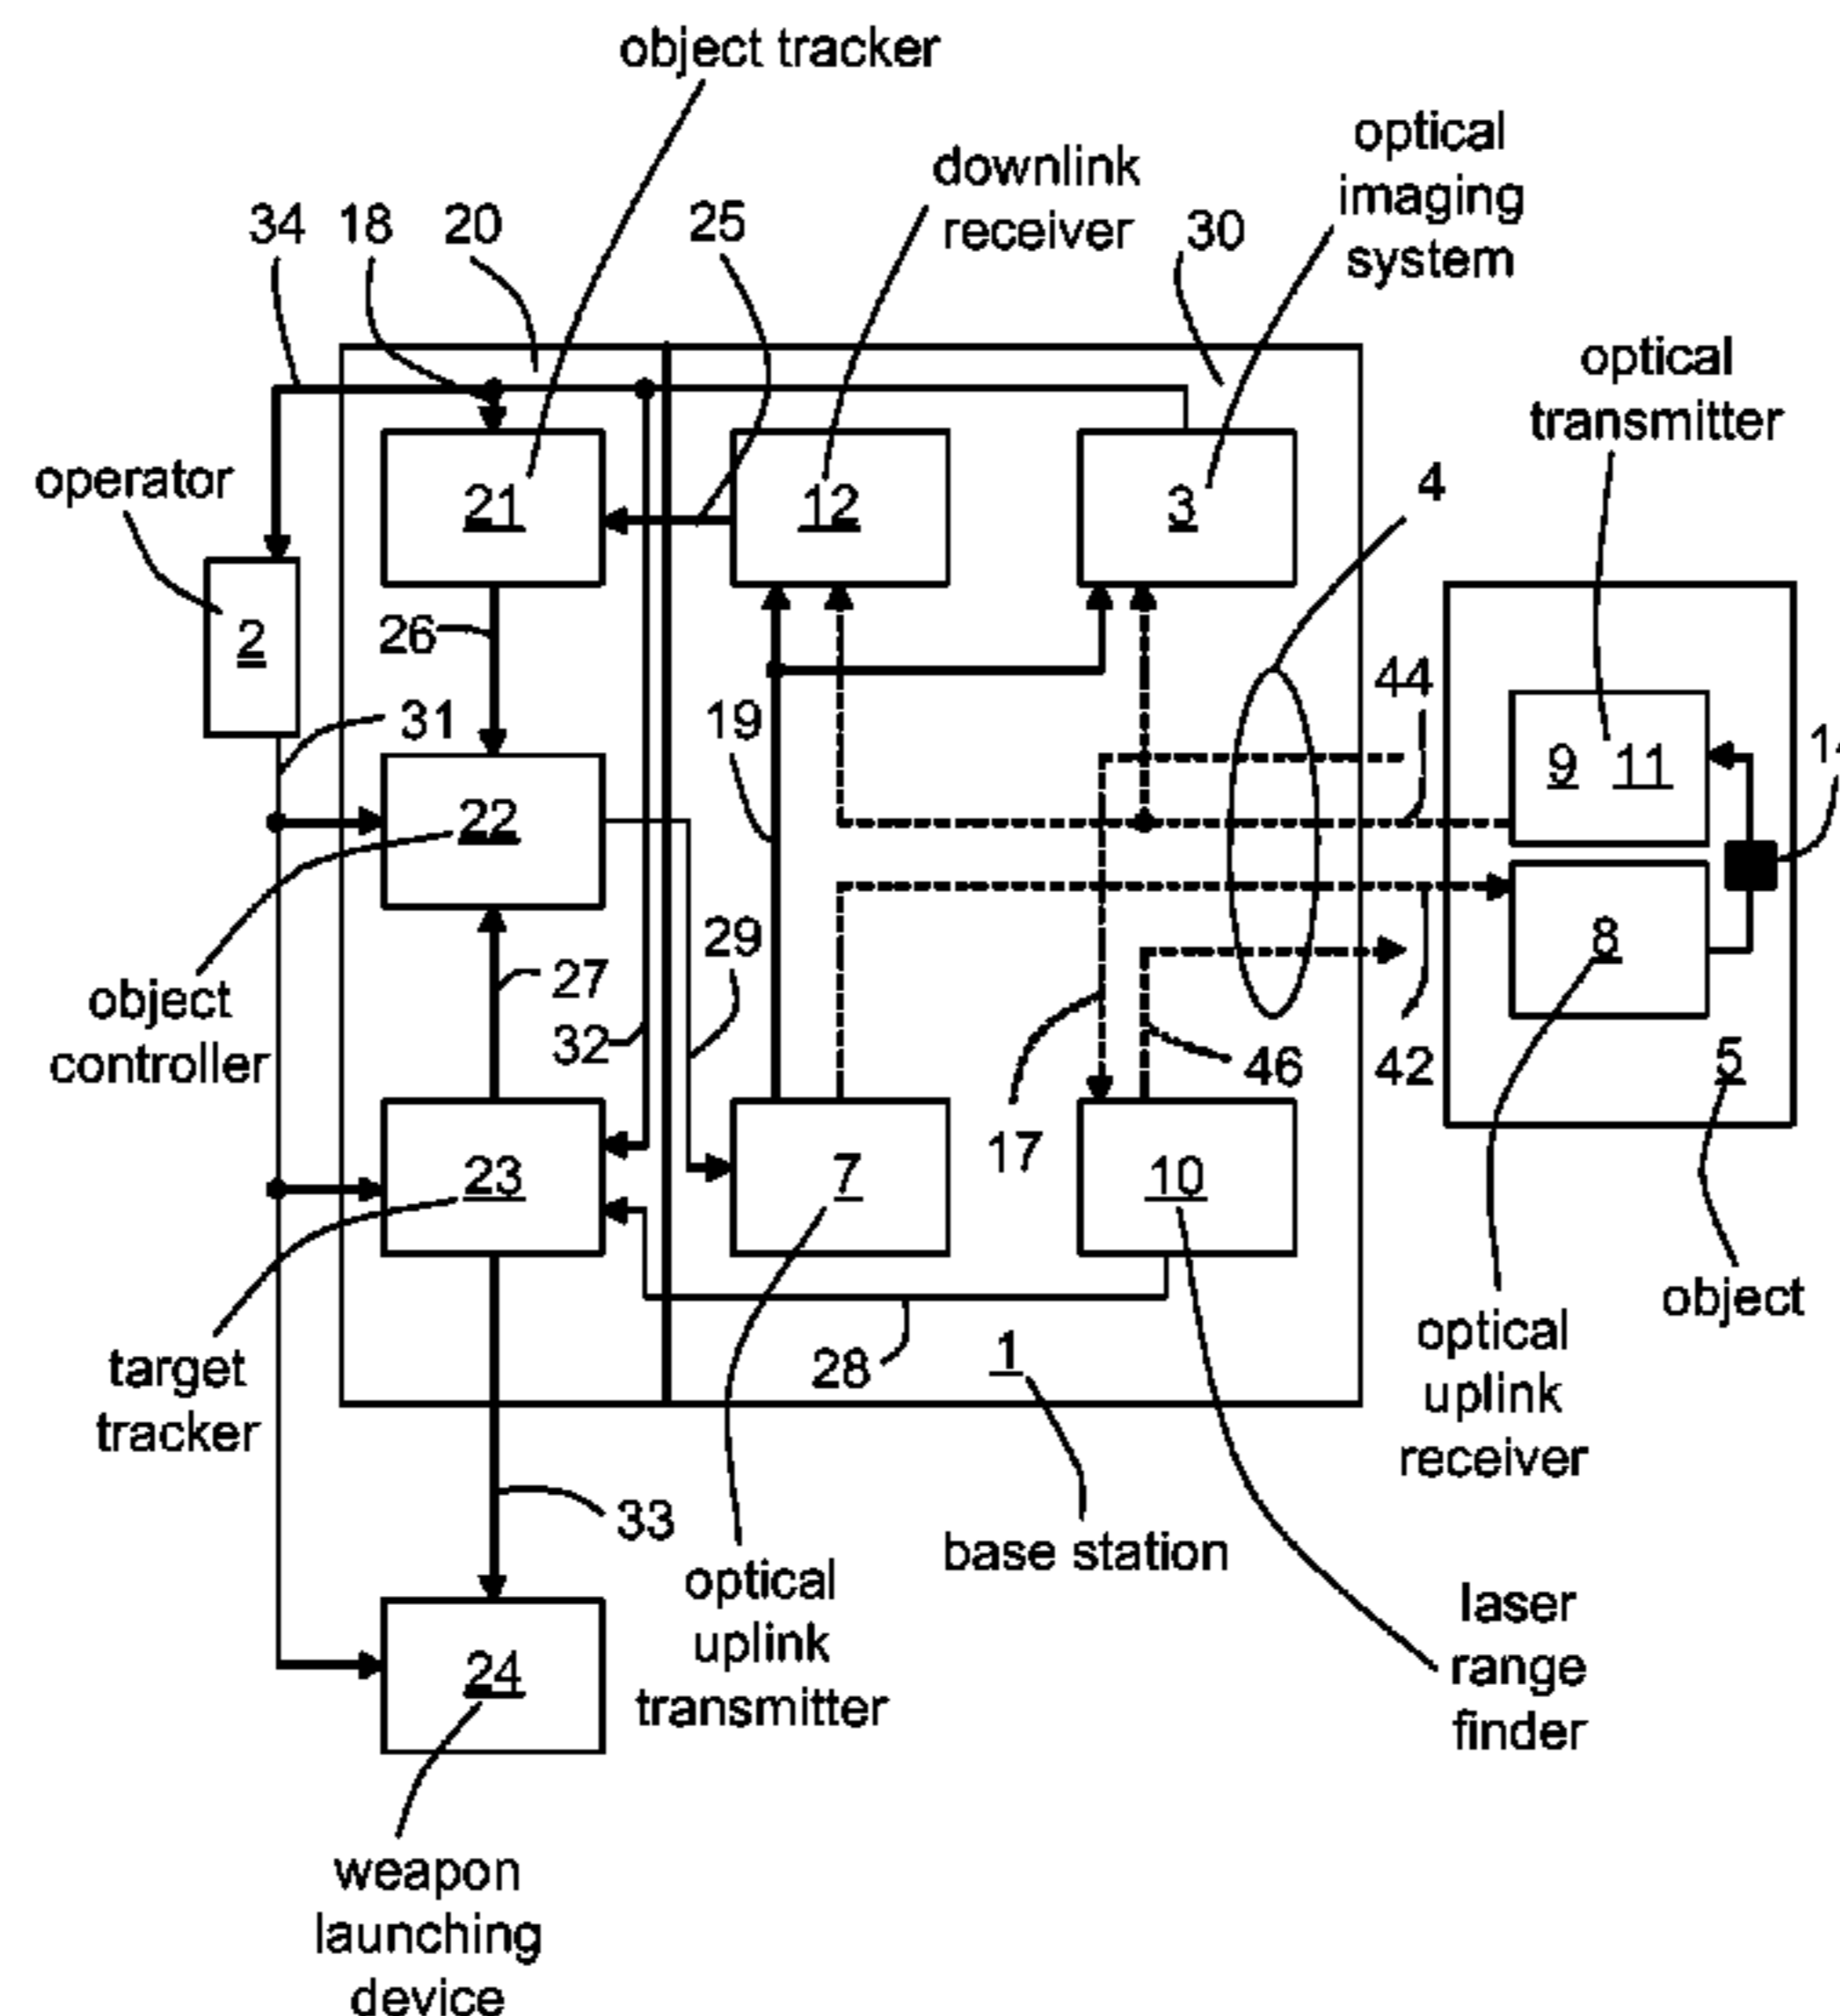 object tracker
optical
imaging
system
downlink
receiver
34
18
20
25
30
optical
transmitter
operator
21
12
3
4
2
26
31
19
44
9
11
22
29
8
object
controller
27
32
46
42
5
17
23
7
10
object
target
tracker
28
1
optical
uplink
receiver
33
base station
optical
uplink
transmitter
laser
range
finder
24
weapon
launching
device